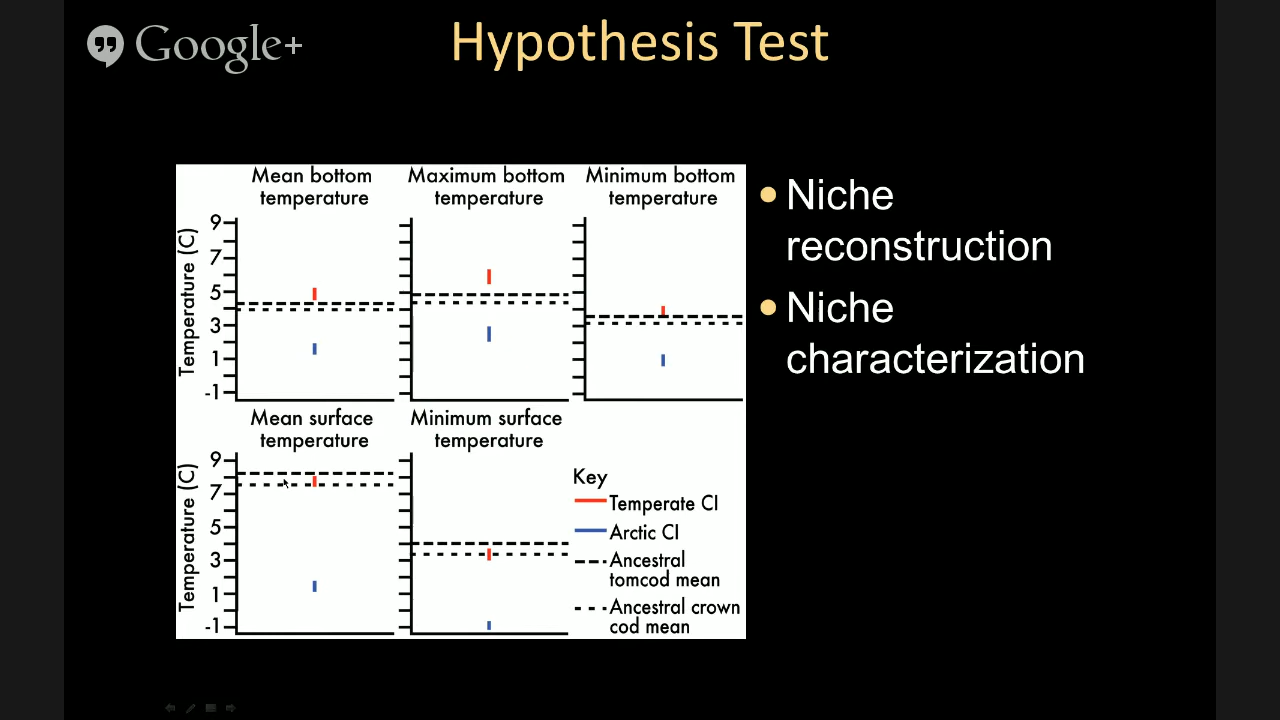 Google+
Hypothesis Test
Mean bottom
temperature
Maximum bottom
temperature
Minimum bottom
temperature
Temperature (C)
9
7
5
3
1
-1
Mean surface
temperature
Minimum surface
temperature
Temperature (C)
9
7
5
3
1
-1
Key
Temperate CI
Arctic CI
Ancestral
tomcod mean
Ancestral crown
cod mean
• Niche
reconstruction
• Niche
characterization